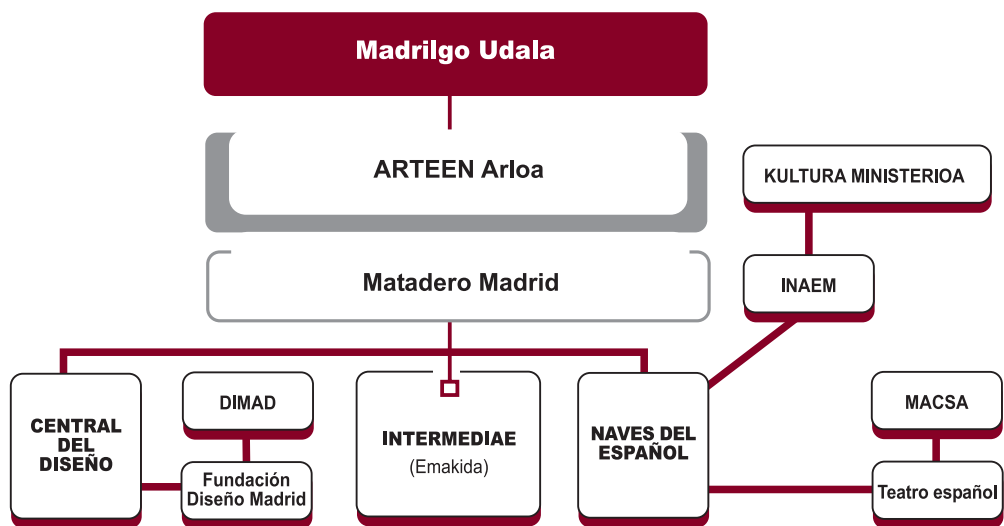 Madrilgo Udala
ARTEEN Arloa
KULTURA MINISTERIOA
Matadero Madrid
INAEM
CENTRAL
DEL
DISEÑO
DIMAD
Fundación
Diseño Madrid
INTERMEDIAE
(Emakida)
NAVES DEL
ESPAÑOL
MACSA
Teatro español